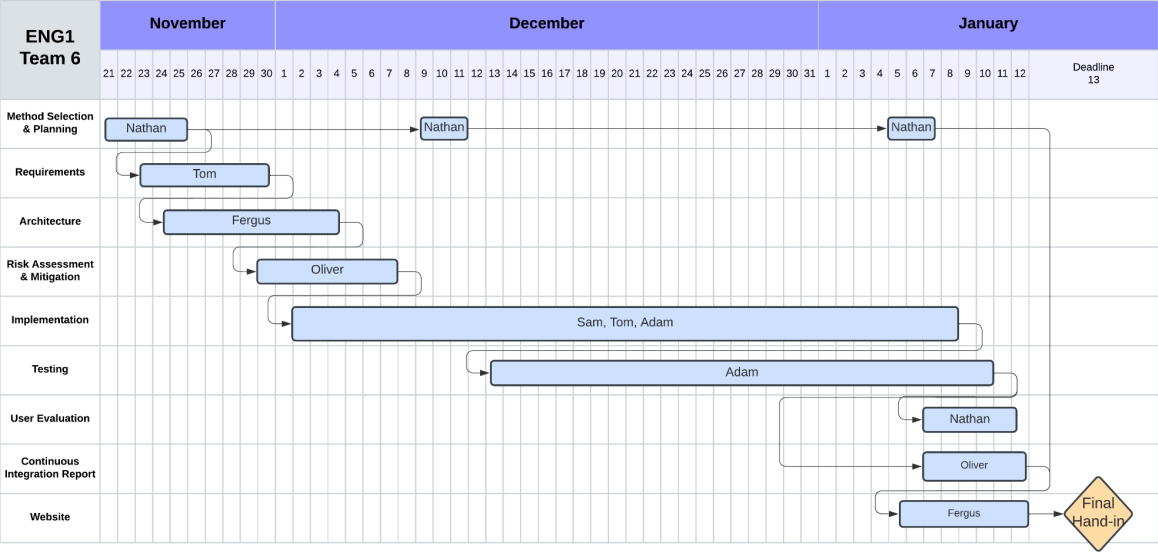 ENG1
Team 6
November
December
January
21 22 23 24 25 26 27 28 29 30 1 2 3 4 5 6 7 8 9 10 11 12 13 14 15 16 17 18 19 20 21 22 23 24 25 26 27 28 29 30 31 1 2 3 4 5 6 7 8 9 10 11 12
Deadline
13
Method Selection
& Planning
Nathan
Nathan
Nathan
Requirements
Tom
Architecture
Fergus
Risk Assessment
& Mitigation
Oliver
Implementation
Sam, Tom, Adam
Testing
Adam
User Evaluation
Nathan
Continuous
Integration Report
Oliver
Website
Fergus
Final
Hand-in